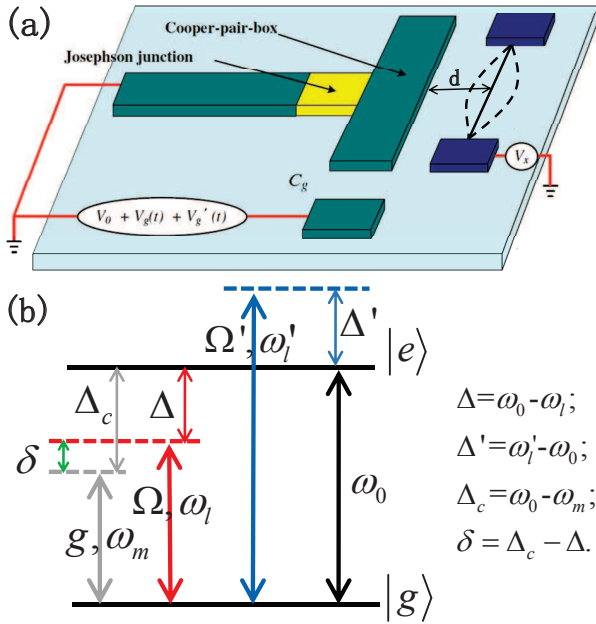 (a)
Cooper-pair-box
Josephson junction
d
C_g
V_x
V_0 + V_g(t) + V_g'(t)
(b)
Ω', ω_l'
Δ'
|e⟩
Δ_c
Δ
δ
g, ω_m
Ω, ω_l
ω_0
|g⟩
Δ=ω_0-ω_l;
Δ'=ω_l'-ω_0;
Δ_c=ω_0-ω_m;
δ = Δ_c - Δ.